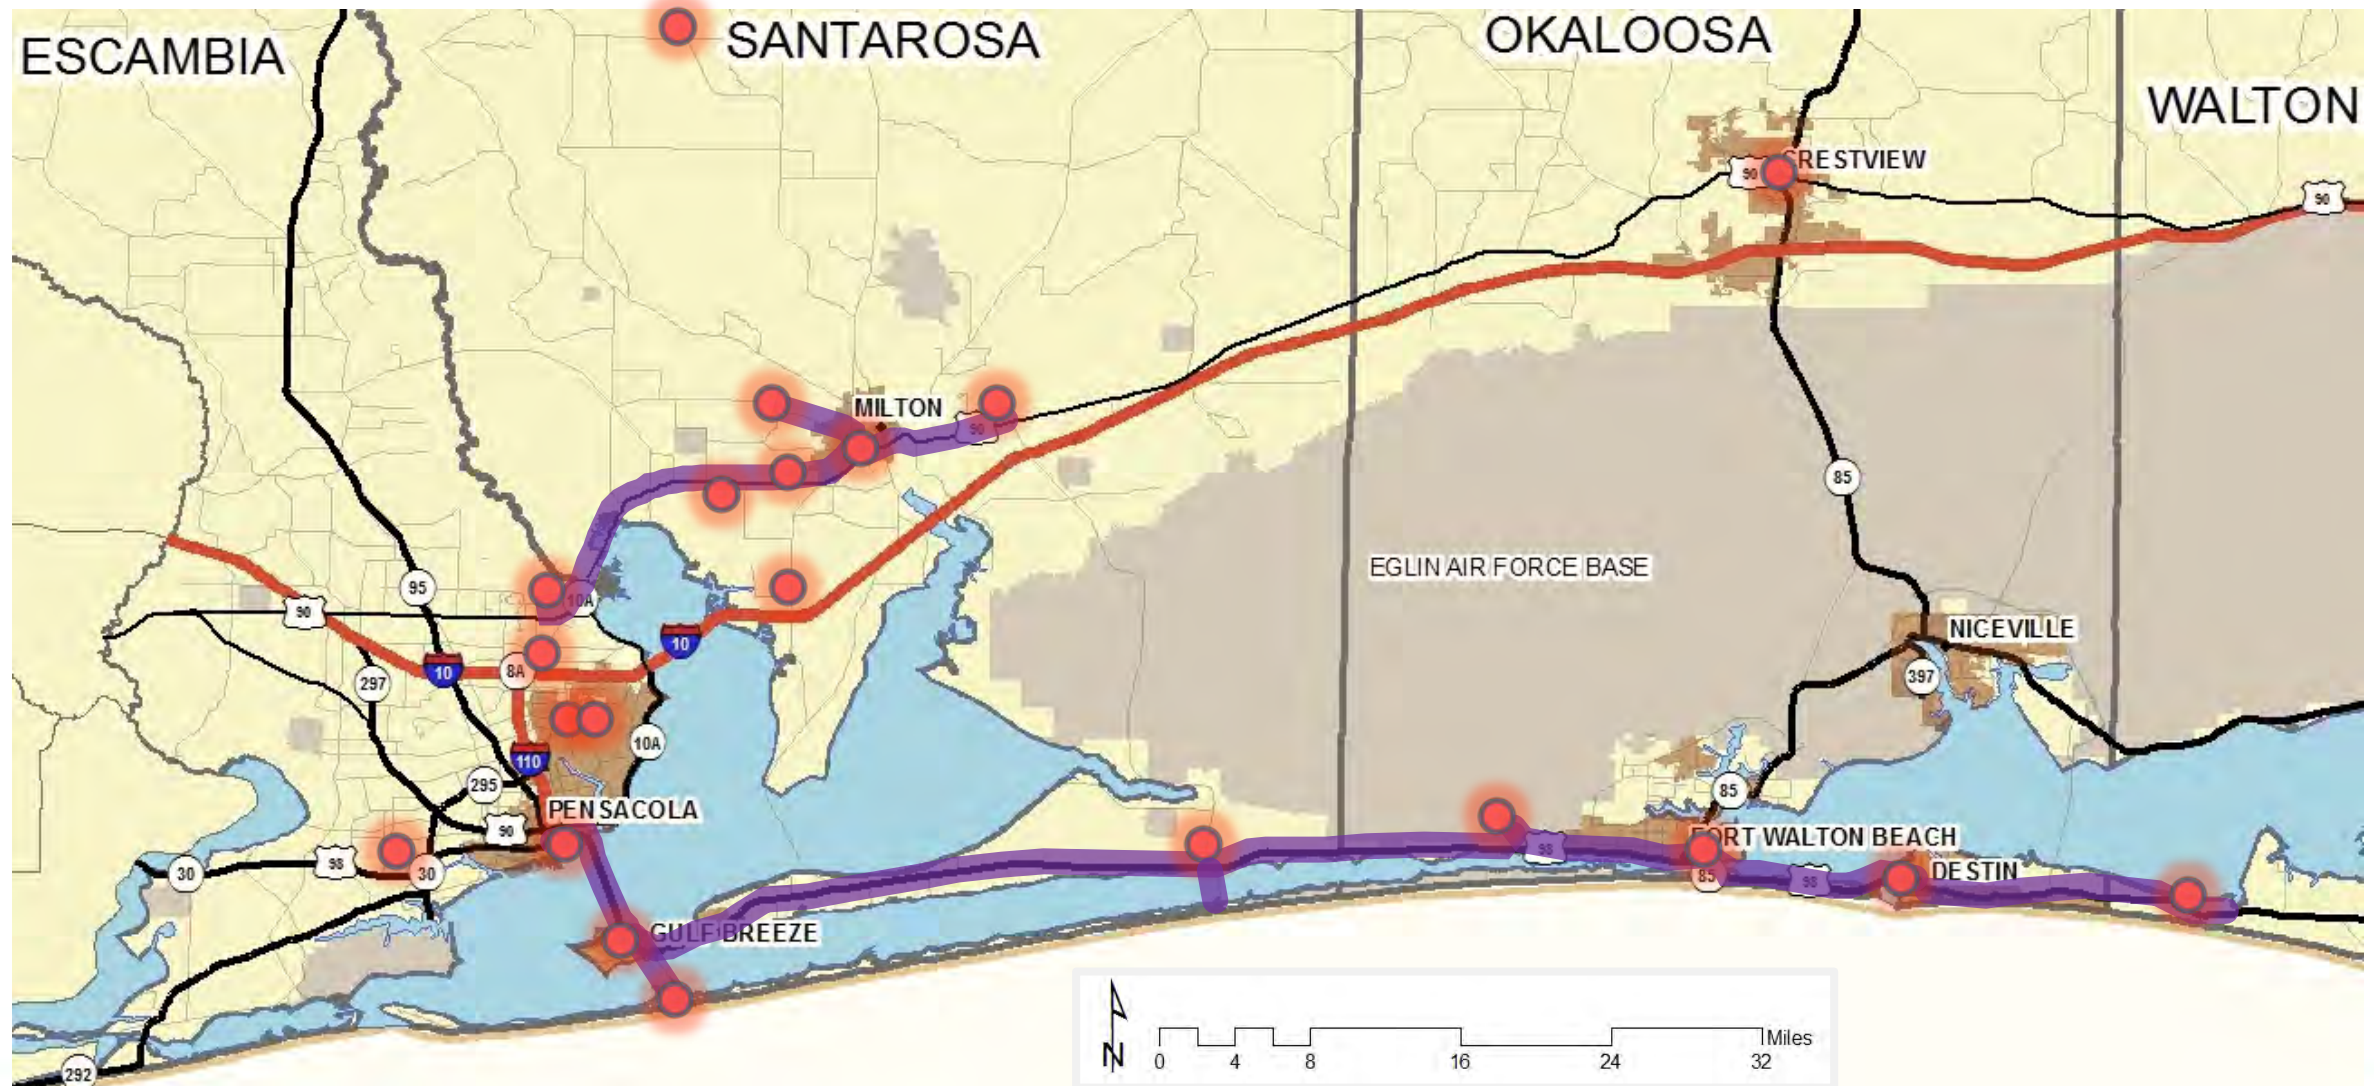 ESCAMBIA
SANTAROSA
OKALOOSA
WALTON
CRESTVIEW
90
90
MILTON
90
85
EGLIN AIR FORCE BASE
95
10A
90
NICEVILLE
10
10
8A
297
397
10A
110
295
85
PENSACOLA
90
FORT WALTON BEACH
98
98
30
30
85
98
DESTIN
GULF BREEZE
292
N
0 4 8 16 24 32
Miles